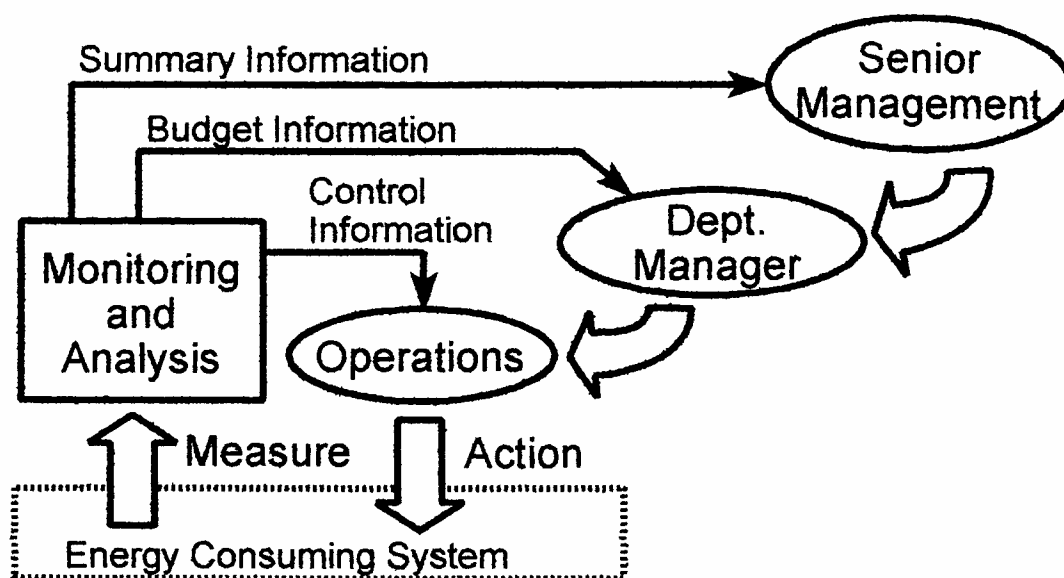 Summary Information
Senior
Management
Budget Information
Control
Information
Dept.
Manager
Monitoring
and
Analysis
Operations
Measure
Action
Energy Consuming System